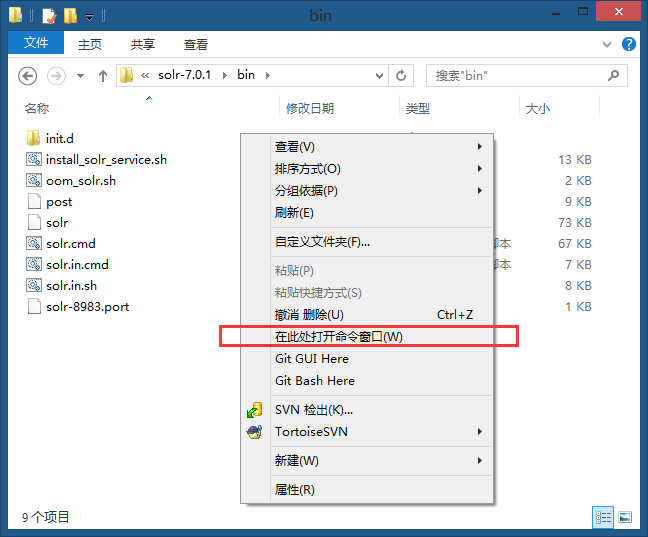 bin
文件 主页 共享 查看
« solr-7.0.1 bin 搜索"bin"
名称 修改日期 类型 大小
init.d
install_solr_service.sh 13 KB
oom_solr.sh 2 KB
post 9 KB
solr 73 KB
solr.cmd 脚本 67 KB
solr.in.cmd 脚本 7 KB
solr.in.sh 8 KB
solr-8983.port 1 KB
查看(V)
排序方式(O)
分组依据(P)
刷新(E)
自定义文件夹(F)...
粘贴(P)
粘贴快捷方式(S)
撤消 删除(U) Ctrl+Z
在此处打开命令窗口(W)
Git GUI Here
Git Bash Here
SVN 检出(K)...
TortoiseSVN
新建(W)
属性(R)
9 个项目